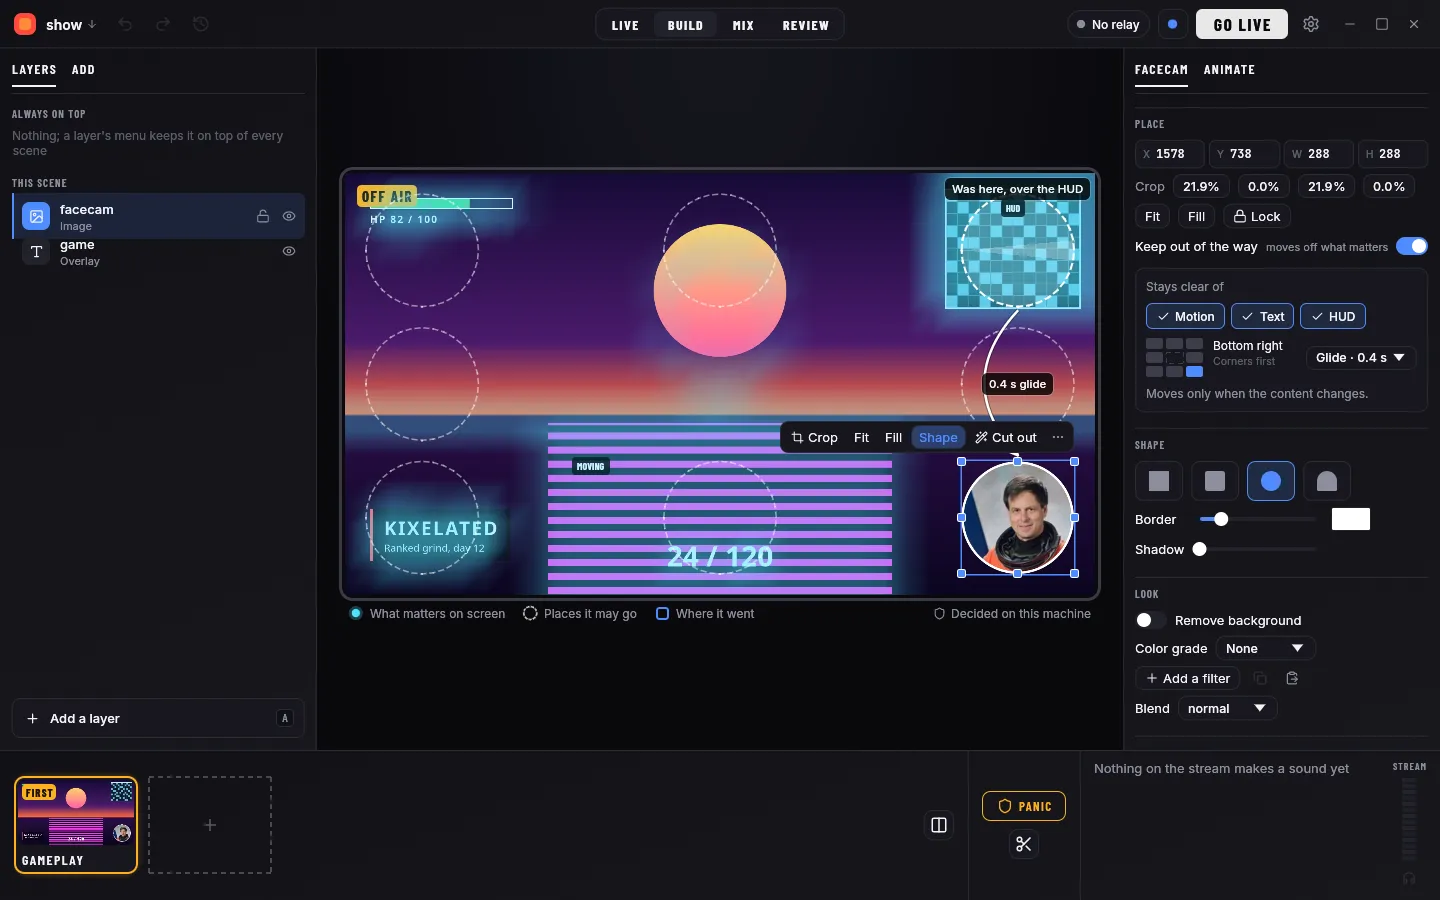 show
LIVE
BUILD
MIX
REVIEW
No relay
GO LIVE
LAYERS
ADD
ALWAYS ON TOP
Nothing; a layer's menu keeps it on top of every
scene
THIS SCENE
facecam
Image
game
Overlay
Add a layer
A
OFF AIR
HP 82 / 100
Was here, over the HUD
HUD
0.4 s glide
Crop
Fit
Fill
Shape
Cut out
MOVING
KIXELATED
Ranked grind, day 12
24 / 120
What matters on screen
Places it may go
Where it went
Decided on this machine
FACECAM
ANIMATE
PLACE
X 1578
Y 738
W 288
H 288
Crop
21.9%
0.0%
21.9%
0.0%
Fit
Fill
Lock
Keep out of the way
moves off what matters
Stays clear of
Motion
Text
HUD
Bottom right
Corners first
Glide · 0.4 s
Moves only when the content changes.
SHAPE
Border
Shadow
LOOK
Remove background
Color grade
None
Add a filter
Blend
normal
FIRST
GAMEPLAY
PANIC
Nothing on the stream makes a sound yet
STREAM